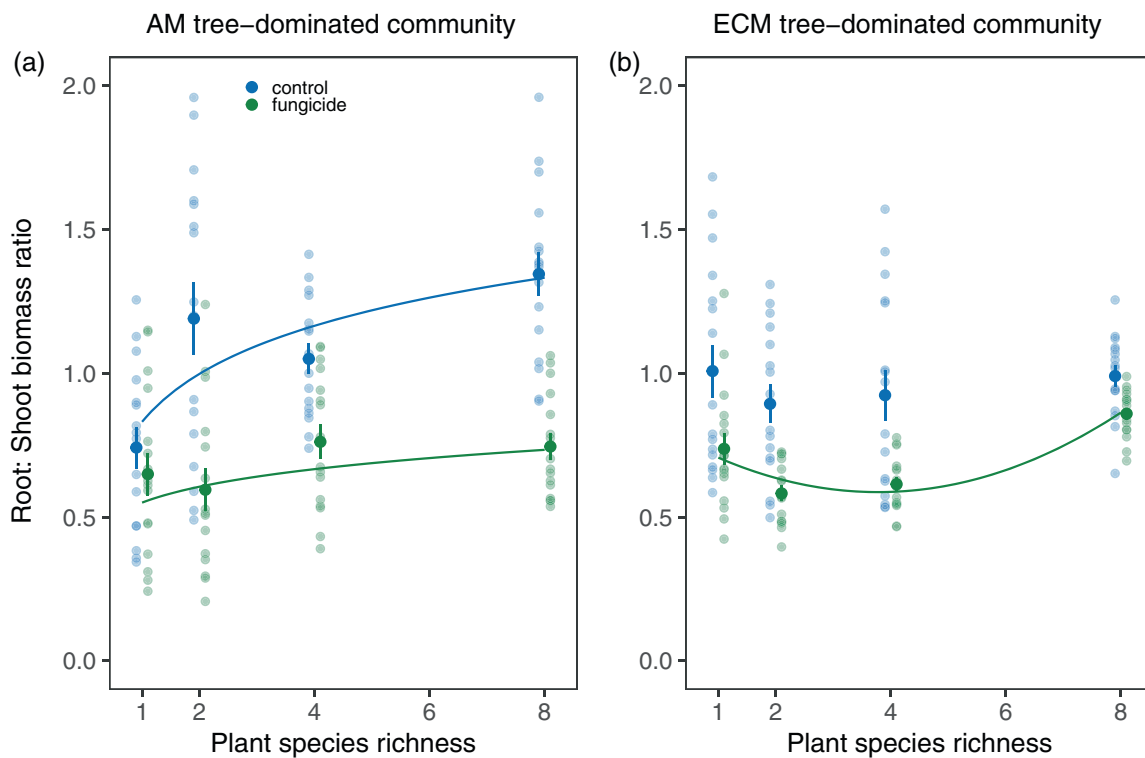 AM tree−dominated community
ECM tree−dominated community
(a)
(b)
control
fungicide
Root: Shoot biomass ratio
2.0
1.5
1.0
0.5
0.0
2.0
1.5
1.0
0.5
0.0
1 2 4 6 8
1 2 4 6 8
Plant species richness
Plant species richness